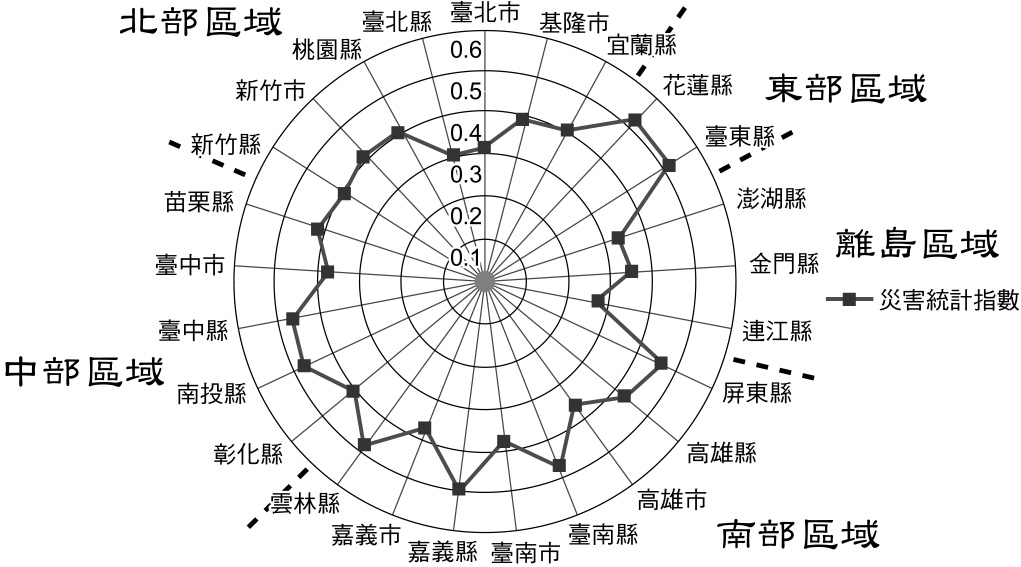 北部區域
臺北縣
臺北市
基隆市
宜蘭縣
桃園縣
新竹市
新竹縣
花蓮縣
東部區域
臺東縣
苗栗縣
臺中市
臺中縣
中部區域
南投縣
彰化縣
0.6
0.5
0.4
0.3
0.2
0.1
澎湖縣
離島區域
金門縣
災害統計指數
連江縣
屏東縣
高雄縣
高雄市
南部區域
雲林縣
嘉義市
嘉義縣
臺南市
臺南縣